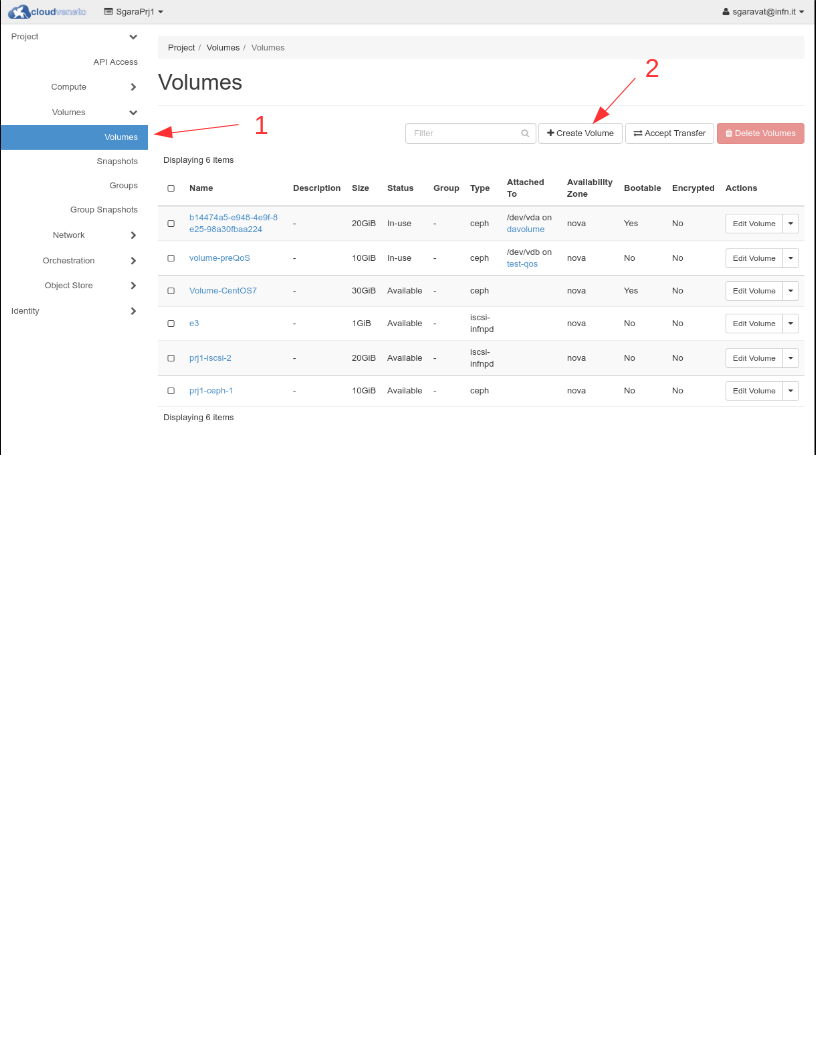 cloudveneto SgaraPrj1 sgaravat@infn.it
Project
API Access
Compute
Volumes
Volumes
Snapshots
Groups
Group Snapshots
Network
Orchestration
Object Store
Identity
Project / Volumes / Volumes
Volumes
1
2
Filter + Create Volume Accept Transfer Delete Volumes
Displaying 6 items
Name Description Size Status Group Type Attached To Availability Zone Bootable Encrypted Actions
b14474a5-e948-4e9f-8
e25-98a30fbaa224 - 20GiB In-use - ceph /dev/vda on davolume nova Yes No Edit Volume
volume-preQoS - 10GiB In-use - ceph /dev/vdb on test-qos nova No No Edit Volume
Volume-CentOS7 - 30GiB Available - ceph nova Yes No Edit Volume
e3 - 1GiB Available - iscsi-infnpd nova No No Edit Volume
prj1-iscsi-2 - 20GiB Available - iscsi-infnpd nova No No Edit Volume
prj1-ceph-1 - 10GiB Available - ceph nova No No Edit Volume
Displaying 6 items